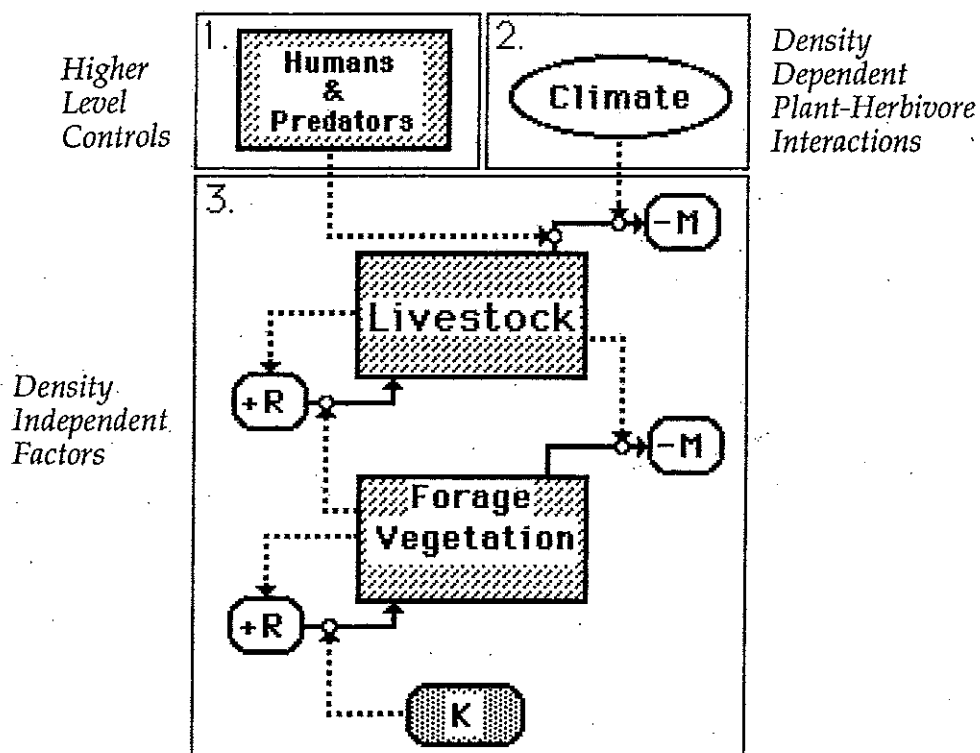 Higher
Level
Controls
1.
Humans
&
Predators
2.
Climate
Density
Dependent
Plant-Herbivore
Interactions
3.
-M
Livestock
+R
Density
Independent
Factors
-M
Forage
Vegetation
+R
K